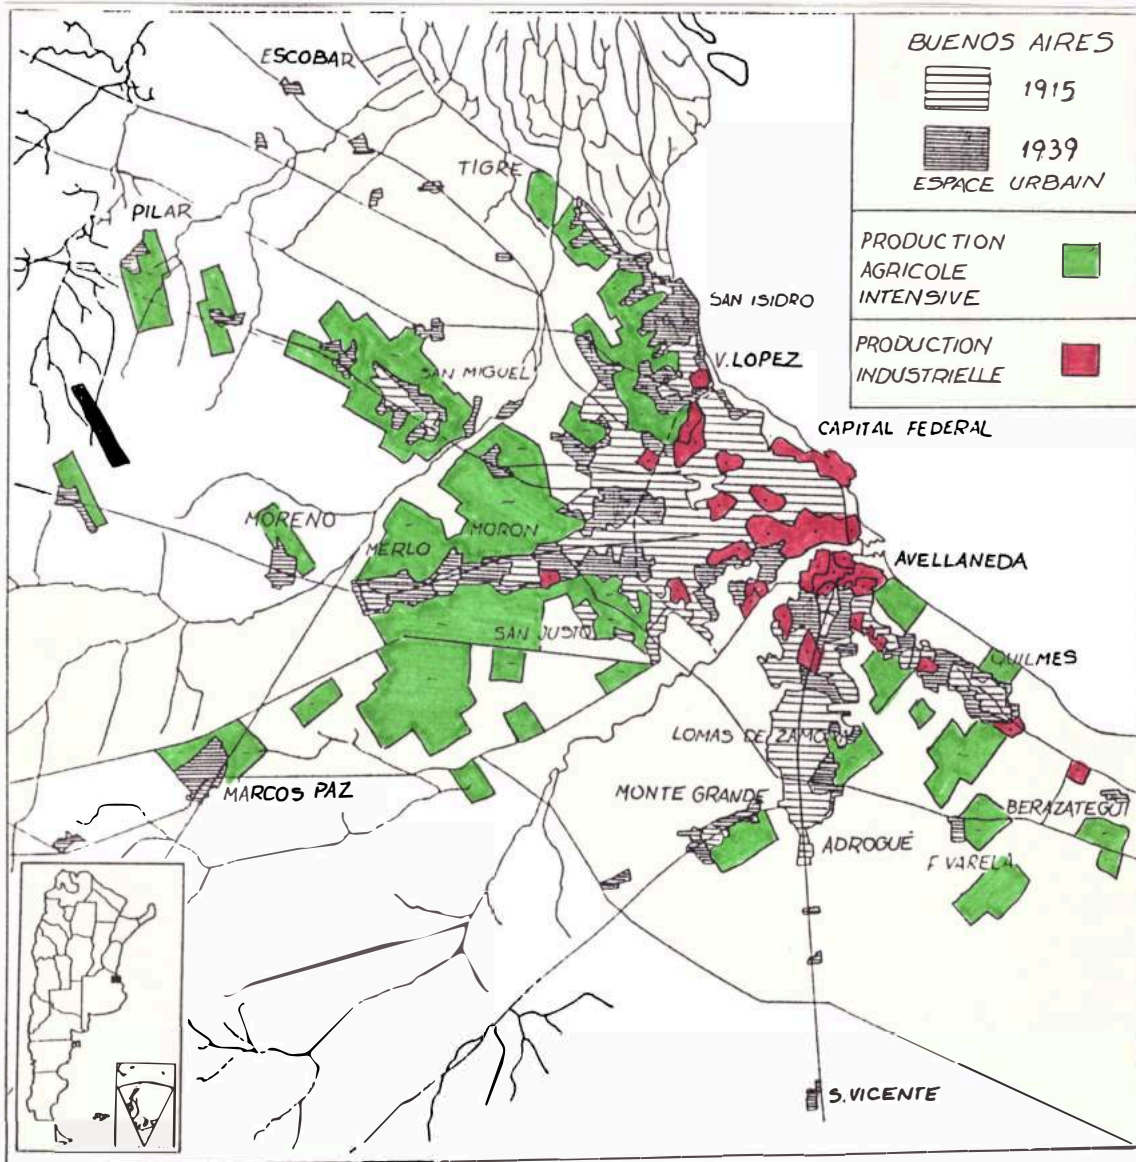 BUENOS AIRES
1915
1939
ESPACE URBAIN
PRODUCTION
AGRICOLE
INTENSIVE
PRODUCTION
INDUSTRIELLE
ESCOBAR
TIGRE
PILAR
SAN ISIDRO
V. LOPEZ
SAN MIGUEL
CAPITAL FEDERAL
MORENO
MORON
MERLO
AVELLANEDA
SAN JUSTO
QUILMES
LOMAS DE ZAMORA
MARCOS PAZ
MONTE GRANDE
BERAZATEGUI
ADROGUÉ
F. VARELA
S. VICENTE